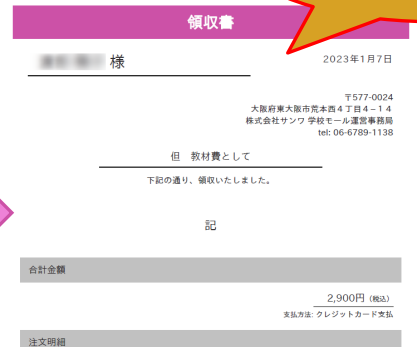 領収書
様
2023年1月7日
〒577-0024
大阪府東大阪市荒本西4丁目4−14
株式会社サンワ 学校モール運営事務局
tel: 06-6789-1138
但 教材費として
下記の通り、領収いたしました。
記
合計金額
2,900円 (税込)
支払方法: クレジットカード支払
注文明細